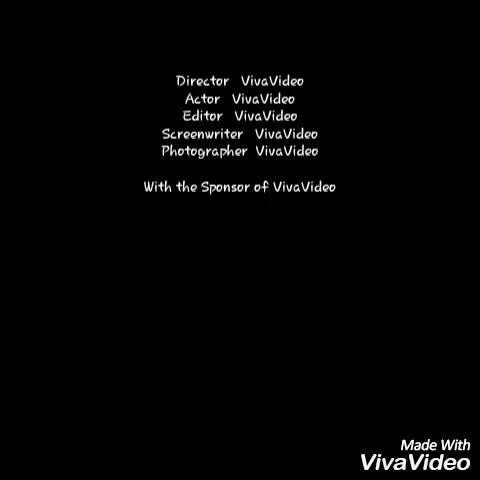 Director VivaVideo
Actor VivaVideo
Editor VivaVideo
Screenwriter VivaVideo
Photographer VivaVideo
With the Sponsor of VivaVideo
Made With
VivaVideo